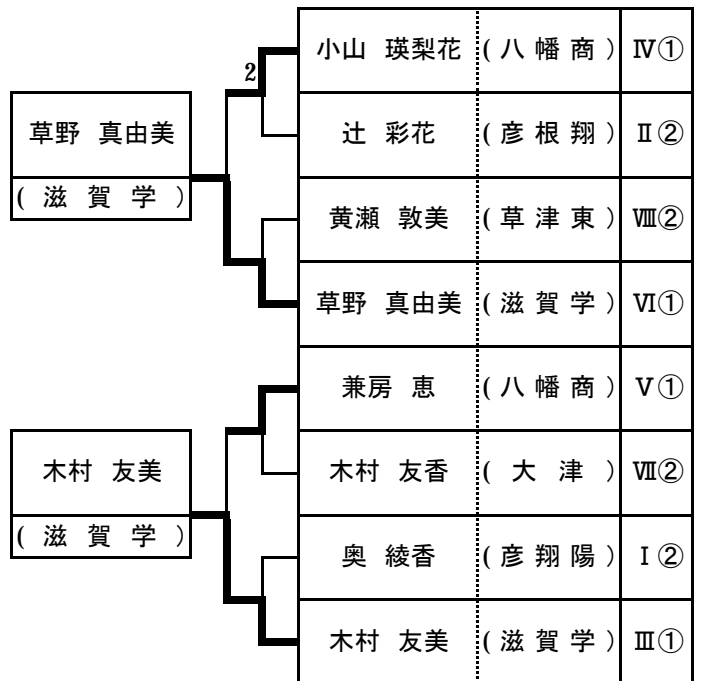 小山 瑛梨花 (八幡商) Ⅳ①
2
草野 真由美
辻 彩花 (彦根翔) Ⅱ②
(滋賀学)
黄瀬 敦美 (草津東) Ⅷ②
草野 真由美 (滋賀学) Ⅵ①
兼房 恵 (八幡商) Ⅴ①
木村 友美
木村 友香 (大津) Ⅶ②
(滋賀学)
奥 綾香 (彦翔陽) Ⅰ②
木村 友美 (滋賀学) Ⅲ①